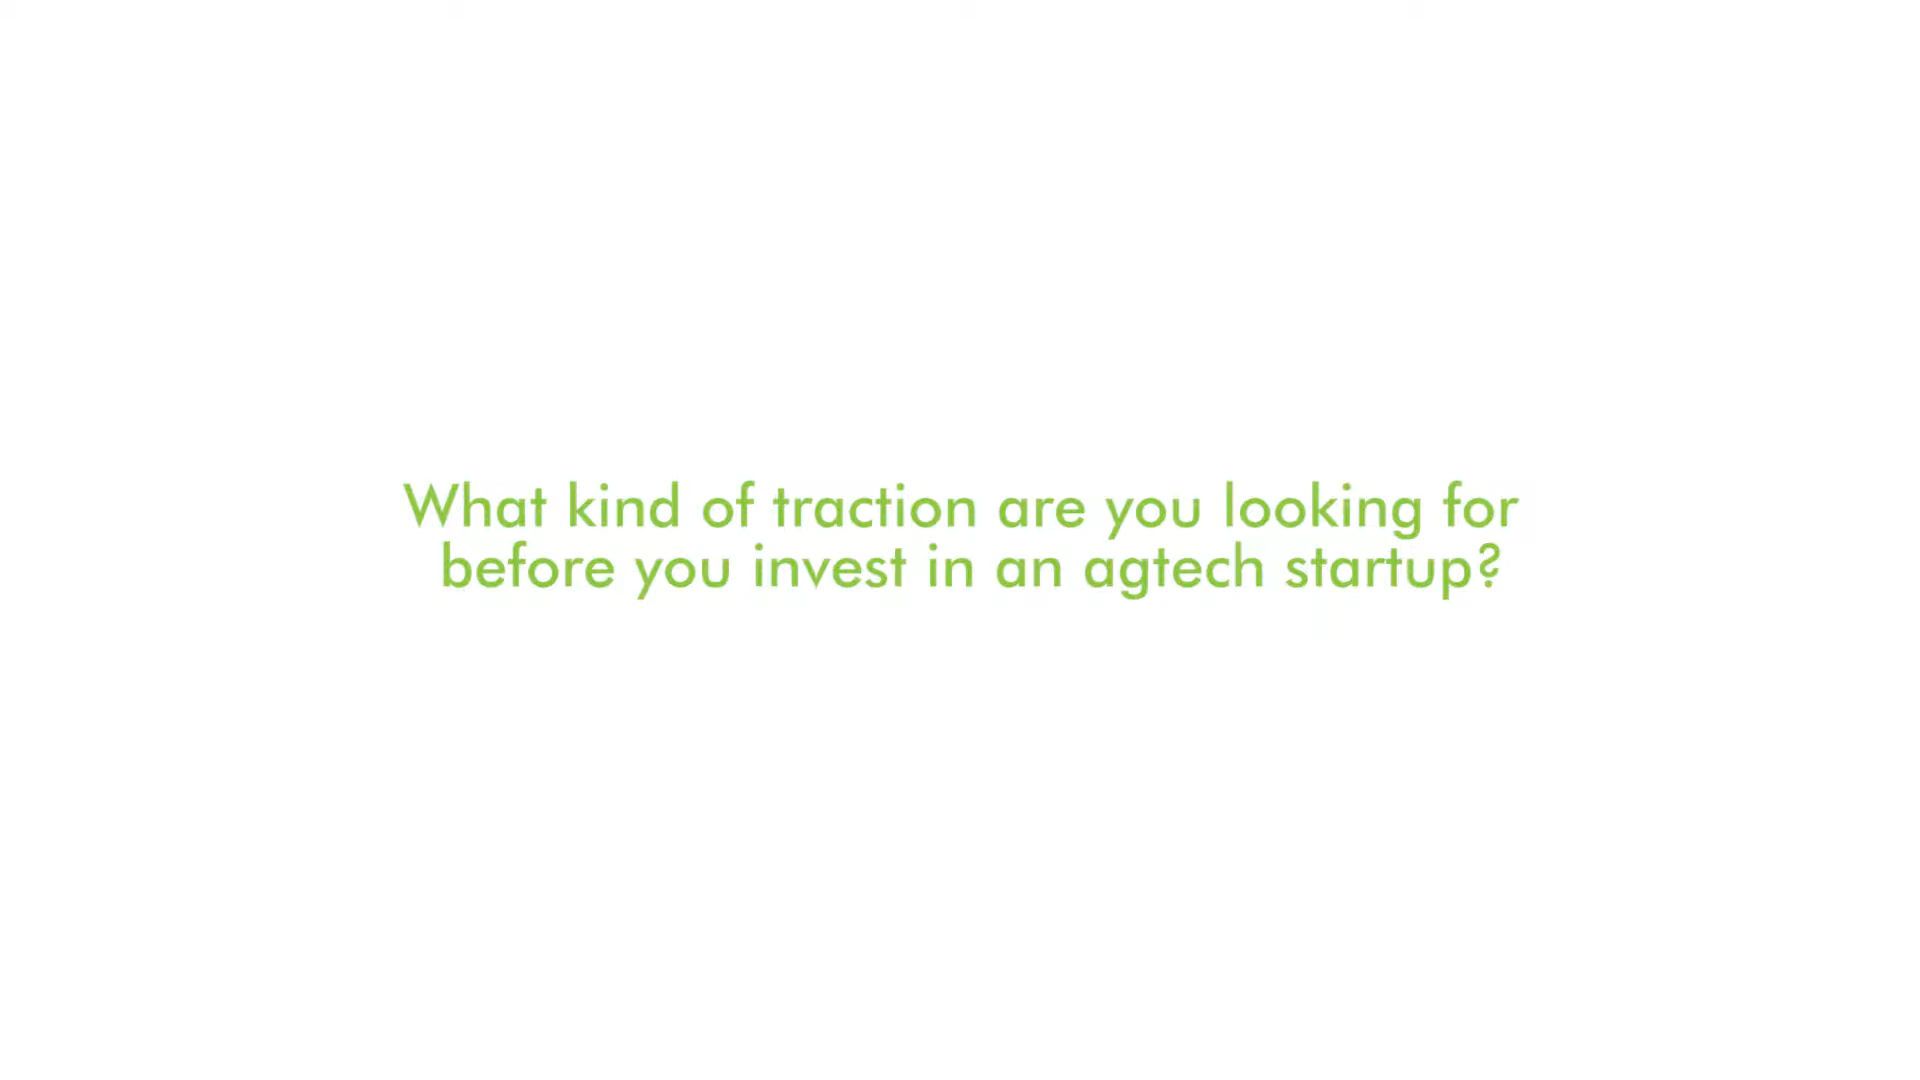 What kind of traction are you looking for
before you invest in an agtech startup?